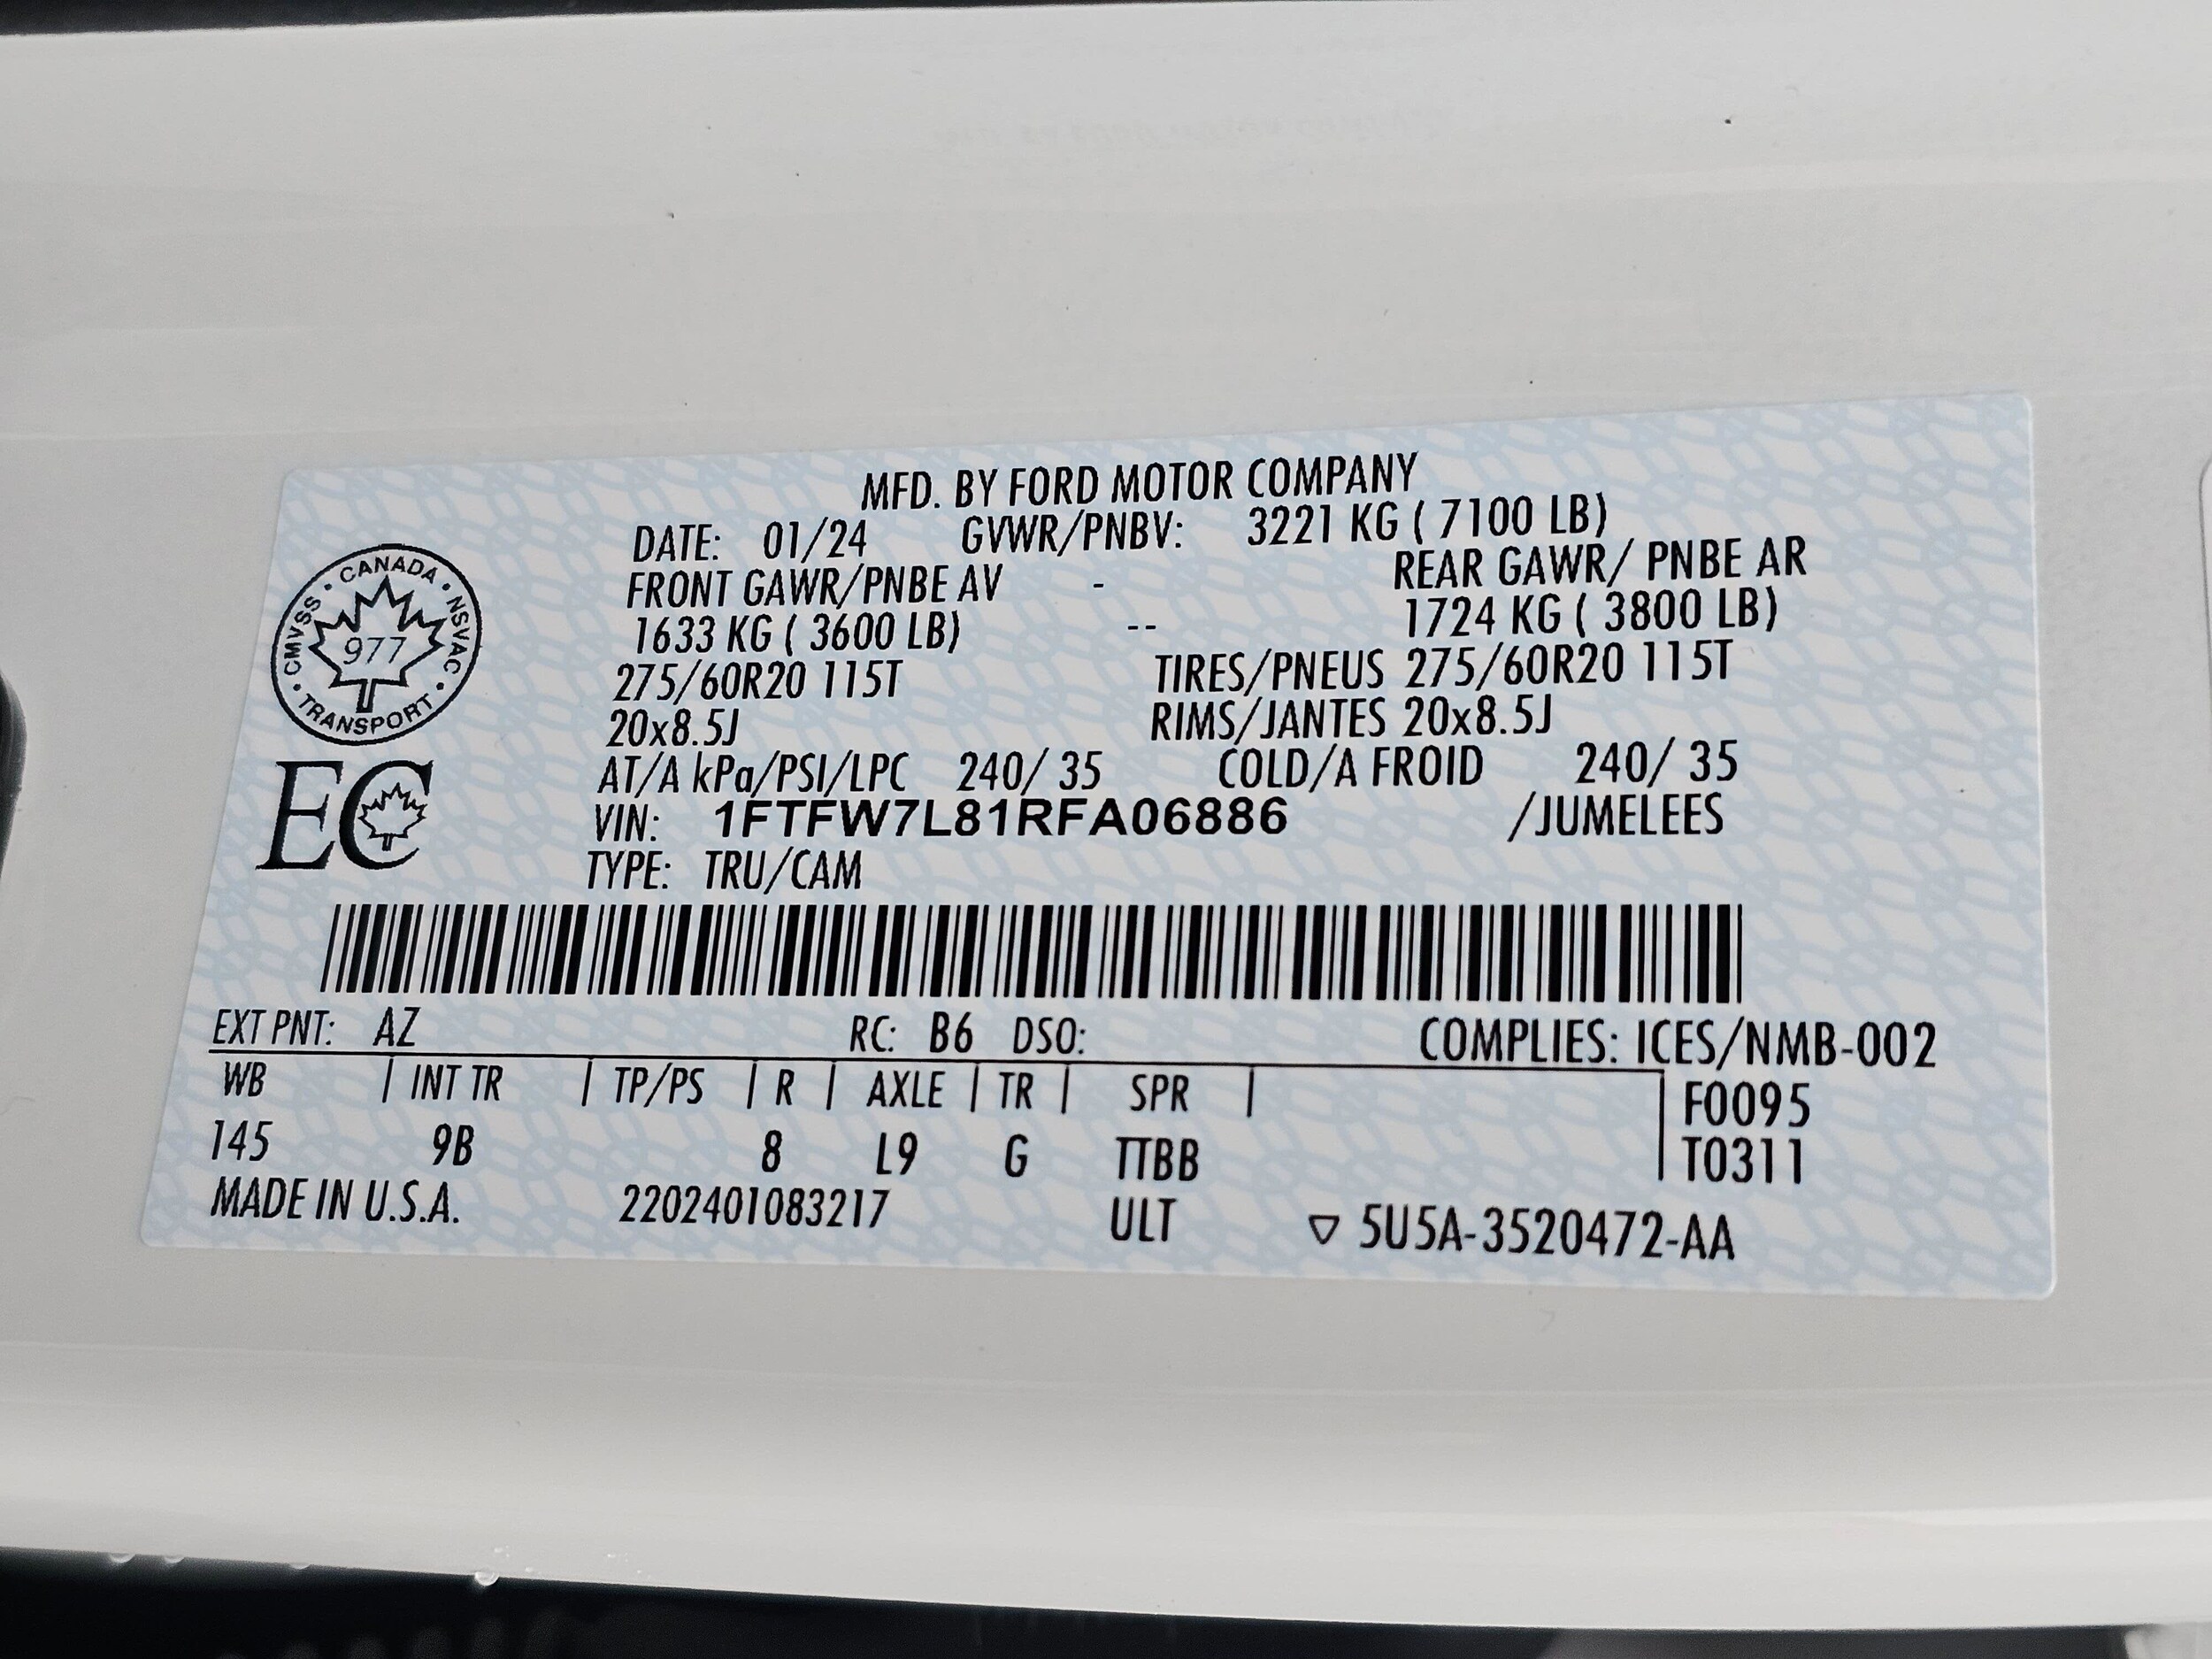 MFD. BY FORD MOTOR COMPANY
DATE: 01/24 GVWR/PNBV: 3221 KG ( 7100 LB)
FRONT GAWR/PNBE AV - REAR GAWR/ PNBE AR
1633 KG ( 3600 LB) -- 1724 KG ( 3800 LB)
275/60R20 115T TIRES/PNEUS 275/60R20 115T
20x8.5J RIMS/JANTES 20x8.5J
AT/A kPa/PSI/LPC 240/ 35 COLD/A FROID 240/ 35
VIN: 1FTFW7L81RFA06886 /JUMELEES
TYPE: TRU/CAM
CANADA • NSVAC • TRANSPORT • CMVSS •
977
EC
EXT PNT: AZ RC: B6 DSO: COMPLIES: ICES/NMB-002
WB | INT TR | TP/PS | R | AXLE | TR | SPR | F0095
145 9B 8 L9 G TTBB T0311
MADE IN U.S.A. 2202401083217 ULT ▽ 5U5A-3520472-AA